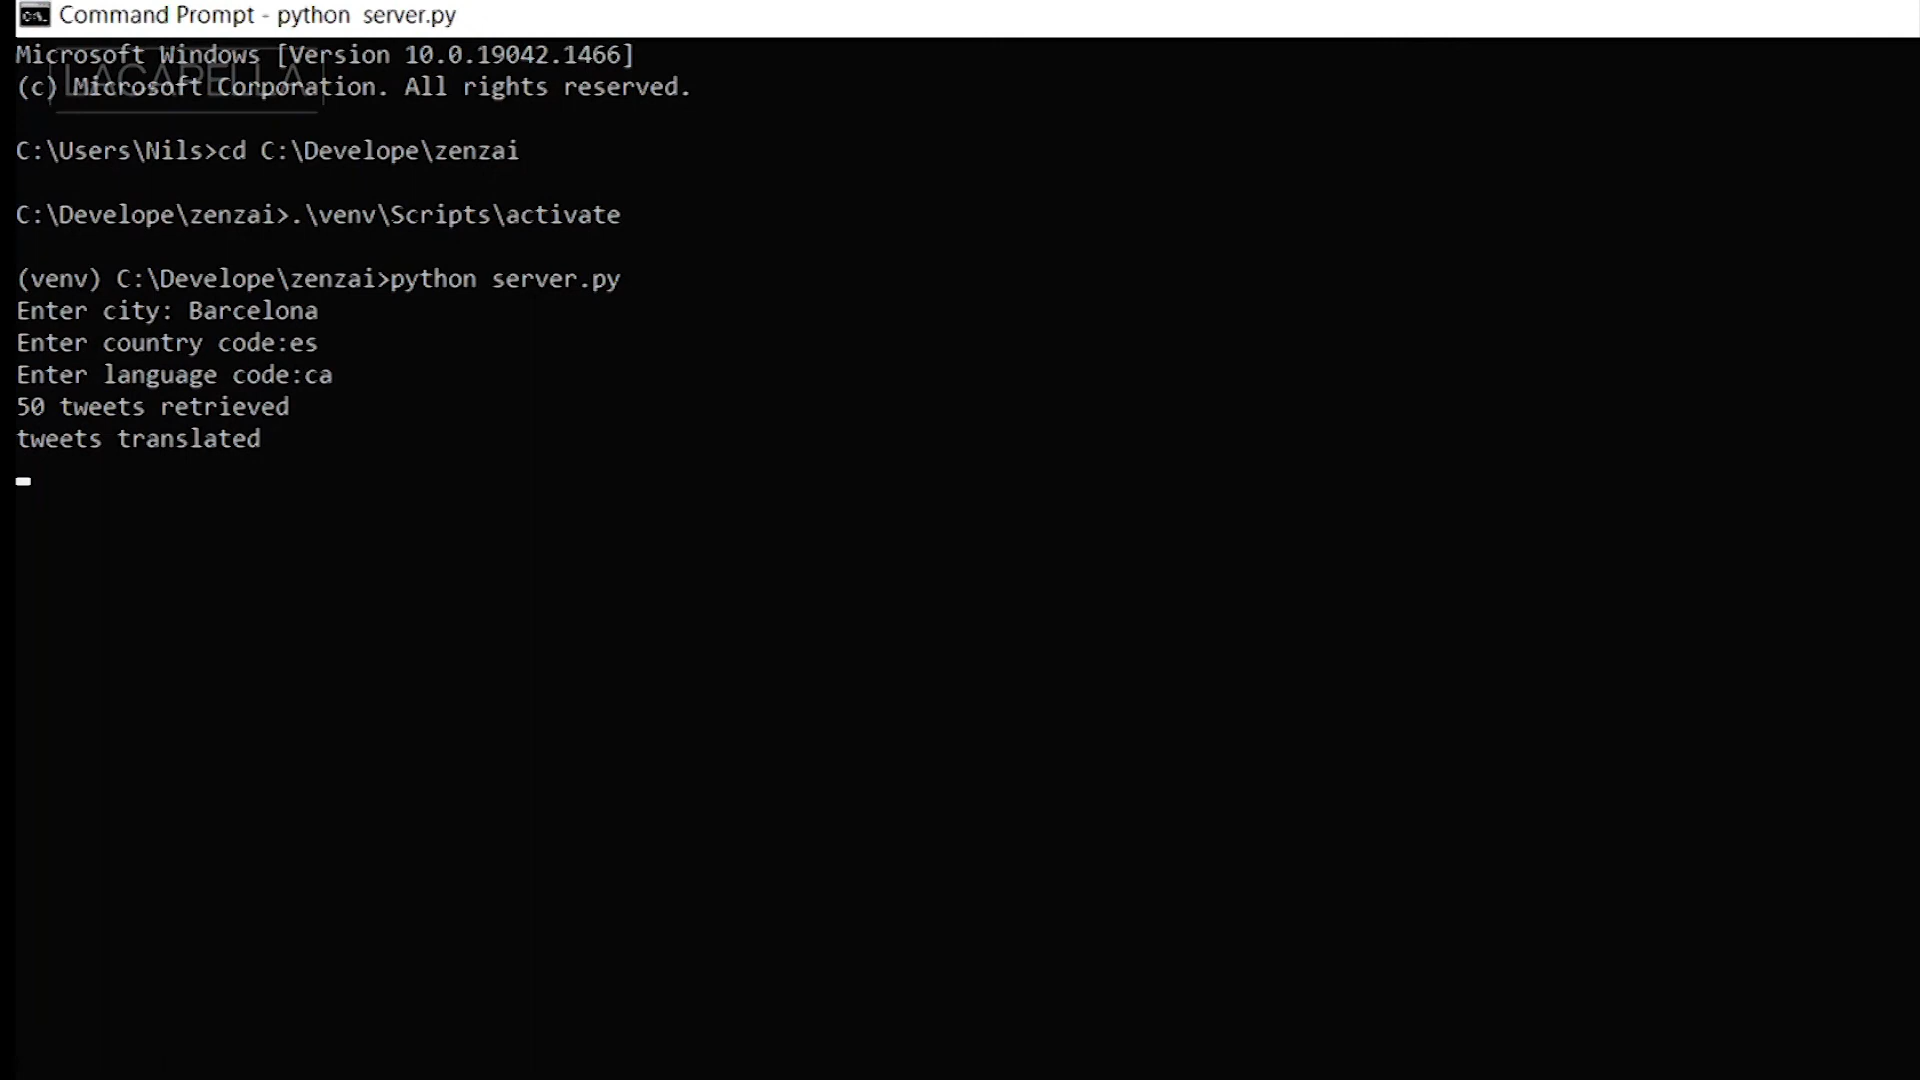 Command Prompt - python  server.py
Microsoft Windows [Version 10.0.19042.1466]
(c) Microsoft Corporation. All rights reserved.
LACAPELLA
C:\Users\Nils>cd C:\Develope\zenzai
C:\Develope\zenzai>.\venv\Scripts\activate
(venv) C:\Develope\zenzai>python server.py
Enter city: Barcelona
Enter country code:es
Enter language code:ca
50 tweets retrieved
tweets translated